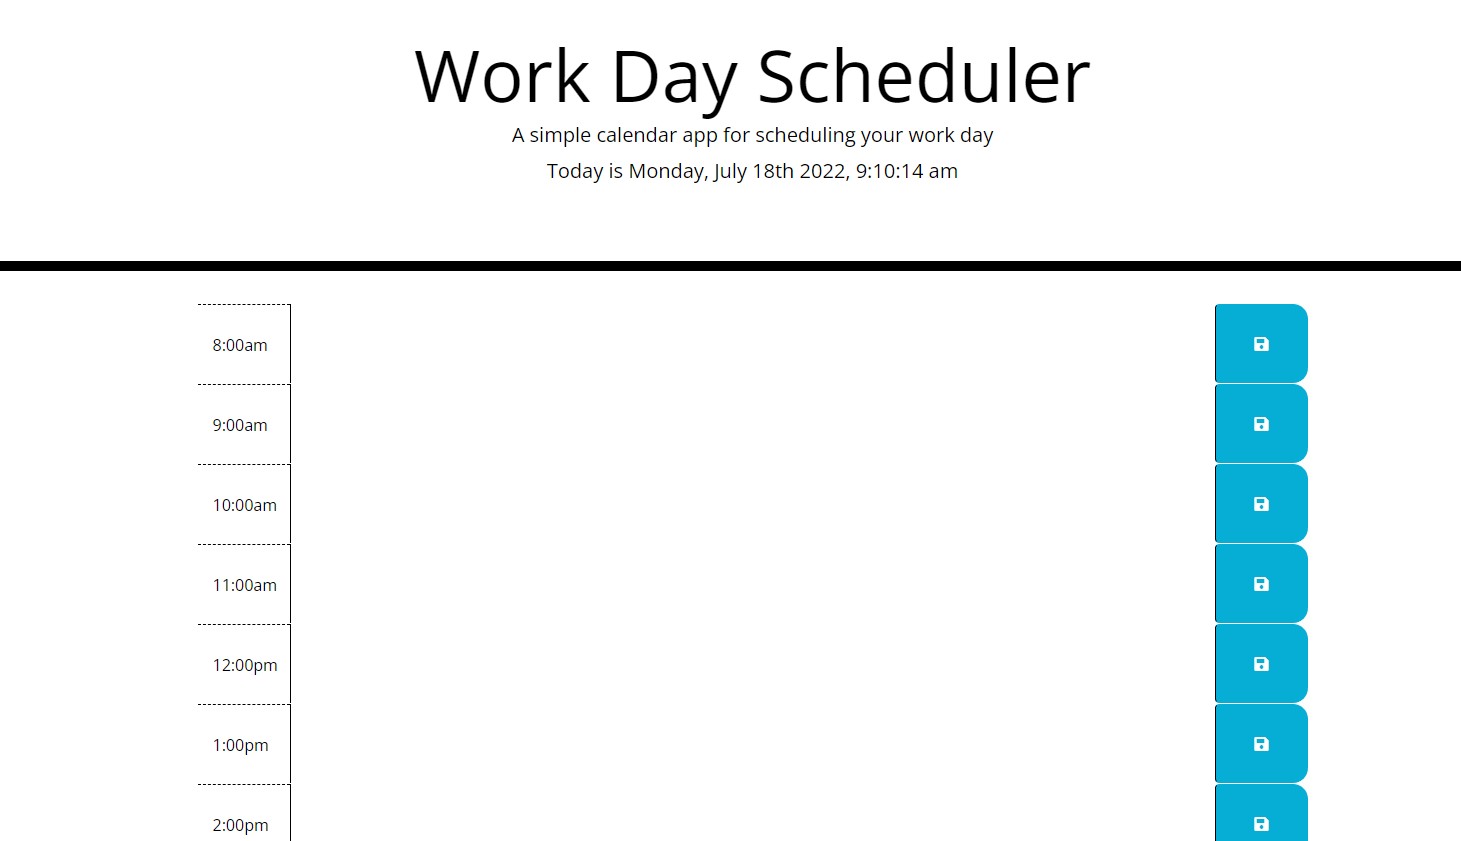 Work Day Scheduler
A simple calendar app for scheduling your work day
Today is Monday, July 18th 2022, 9:10:14 am
8:00am
9:00am
10:00am
11:00am
12:00pm
1:00pm
2:00pm